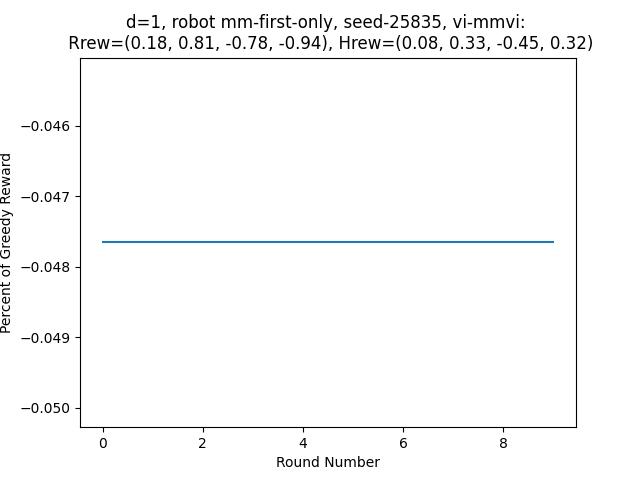 d=1, robot mm-first-only, seed-25835, vi-mmvi:
Rrew=(0.18, 0.81, -0.78, -0.94), Hrew=(0.08, 0.33, -0.45, 0.32)
−0.046
−0.047
−0.048
−0.049
−0.050
Percent of Greedy Reward
0 2 4 6 8
Round Number